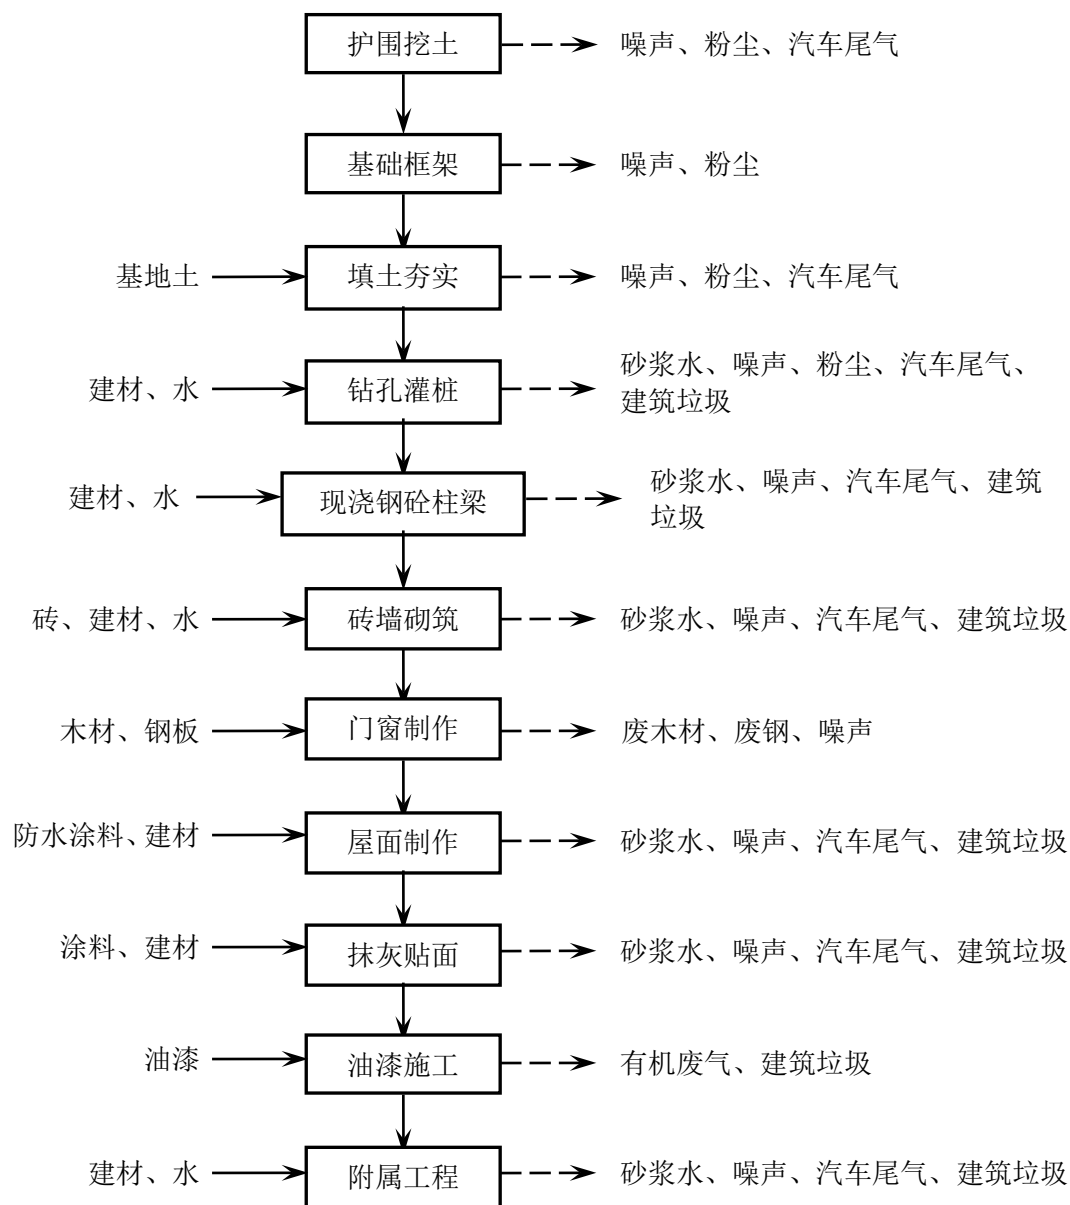 护围挖土
噪声、粉尘、汽车尾气
基础框架
噪声、粉尘
基地土
填土夯实
噪声、粉尘、汽车尾气
建材、水
钻孔灌桩
砂浆水、噪声、粉尘、汽车尾气、
建筑垃圾
建材、水
现浇钢砼柱梁
砂浆水、噪声、汽车尾气、建筑
垃圾
砖、建材、水
砖墙砌筑
砂浆水、噪声、汽车尾气、建筑垃圾
木材、钢板
门窗制作
废木材、废钢、噪声
防水涂料、建材
屋面制作
砂浆水、噪声、汽车尾气、建筑垃圾
涂料、建材
抹灰贴面
砂浆水、噪声、汽车尾气、建筑垃圾
油漆
油漆施工
有机废气、建筑垃圾
建材、水
附属工程
砂浆水、噪声、汽车尾气、建筑垃圾